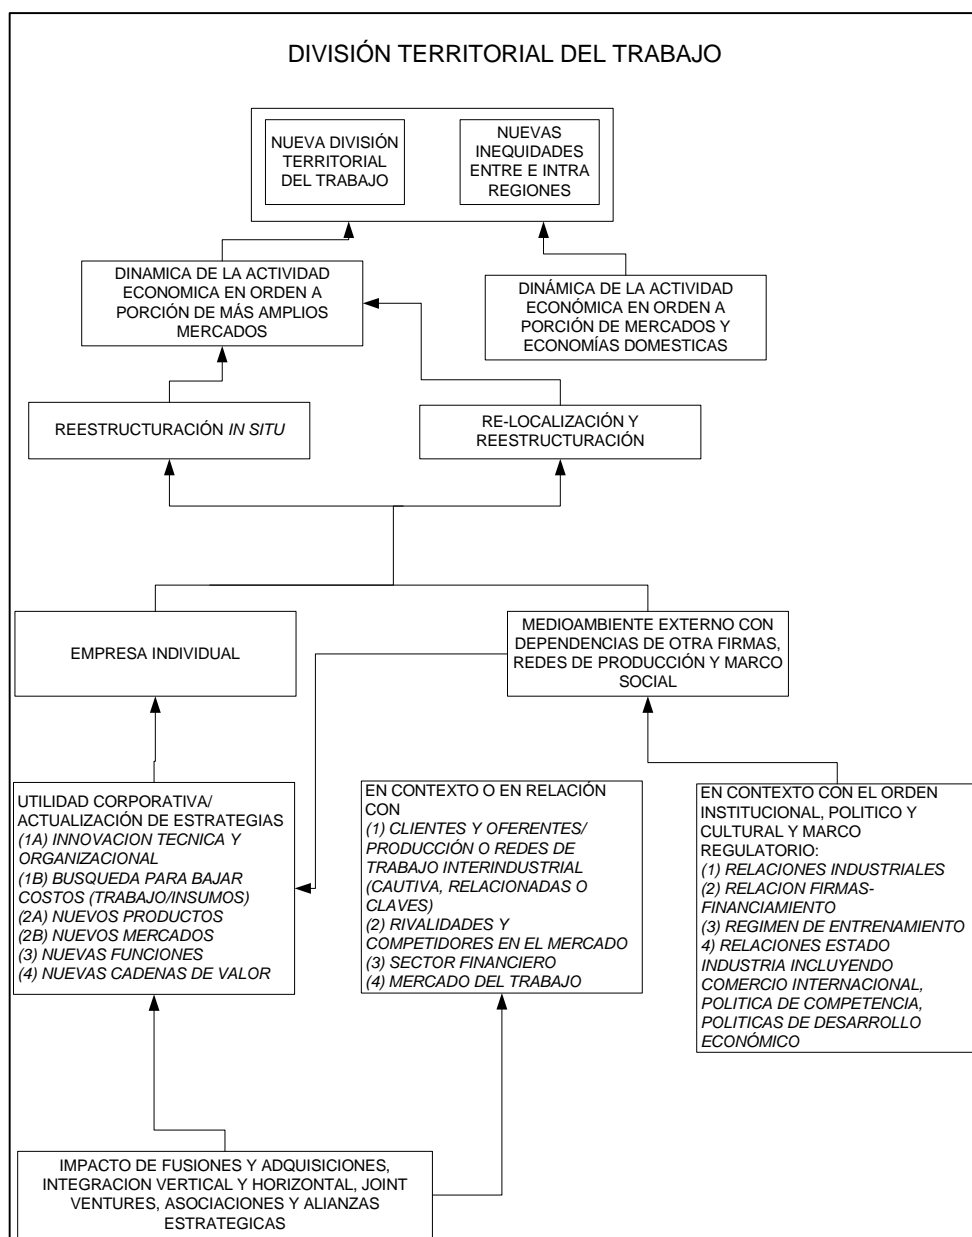 DIVISIÓN TERRITORIAL DEL TRABAJO
NUEVA DIVISIÓN
TERRITORIAL
DEL TRABAJO
NUEVAS
INEQUIDADES
ENTRE E INTRA
REGIONES
DINAMICA DE LA ACTIVIDAD
ECONOMICA EN ORDEN A
PORCIÓN DE MÁS AMPLIOS
MERCADOS
DINÁMICA DE LA ACTIVIDAD
ECONÓMICA EN ORDEN A
PORCIÓN DE MERCADOS Y
ECONOMÍAS DOMESTICAS
REESTRUCTURACIÓN IN SITU
RE-LOCALIZACIÓN Y
REESTRUCTURACIÓN
EMPRESA INDIVIDUAL
MEDIOAMBIENTE EXTERNO CON
DEPENDENCIAS DE OTRA FIRMAS,
REDES DE PRODUCCIÓN Y MARCO
SOCIAL
UTILIDAD CORPORATIVA/
ACTUALIZACIÓN DE ESTRATEGIAS
(1A) INNOVACION TECNICA Y
ORGANIZACIONAL
(1B) BUSQUEDA PARA BAJAR
COSTOS (TRABAJO/INSUMOS)
(2A) NUEVOS PRODUCTOS
(2B) NUEVOS MERCADOS
(3) NUEVAS FUNCIONES
(4) NUEVAS CADENAS DE VALOR
EN CONTEXTO O EN RELACIÓN
CON
(1) CLIENTES Y OFERENTES/
PRODUCCIÓN O REDES DE
TRABAJO INTERINDUSTRIAL
(CAUTIVA, RELACIONADAS O
CLAVES)
(2) RIVALIDADES Y
COMPETIDORES EN EL MERCADO
(3) SECTOR FINANCIERO
(4) MERCADO DEL TRABAJO
EN CONTEXTO CON EL ORDEN
INSTITUCIONAL, POLITICO Y
CULTURAL Y MARCO
REGULATORIO:
(1) RELACIONES INDUSTRIALES
(2) RELACION FIRMAS-
FINANCIAMIENTO
(3) REGIMEN DE ENTRENAMIENTO
4) RELACIONES ESTADO
INDUSTRIA INCLUYENDO
COMERCIO INTERNACIONAL,
POLITICA DE COMPETENCIA,
POLITICAS DE DESARROLLO
ECONÓMICO
IMPACTO DE FUSIONES Y ADQUISICIONES,
INTEGRACION VERTICAL Y HORIZONTAL, JOINT
VENTURES, ASOCIACIONES Y ALIANZAS
ESTRATEGICAS